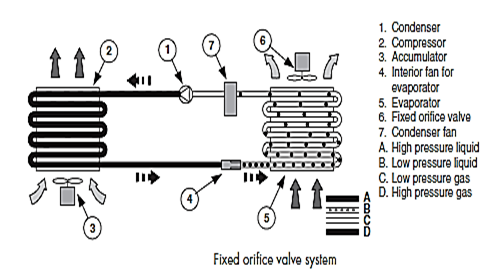 1. Condenser
2. Compressor
3. Accumulator
4. Interior fan for
evaporator
5. Evaporator
6. Fixed orifice valve
7. Condenser fan
A. High pressure liquid
B. Low pressure liquid
C. Low pressure gas
D. High pressure gas
2
1
7
6
3
4
5
A
B
C
D
Fixed orifice valve system